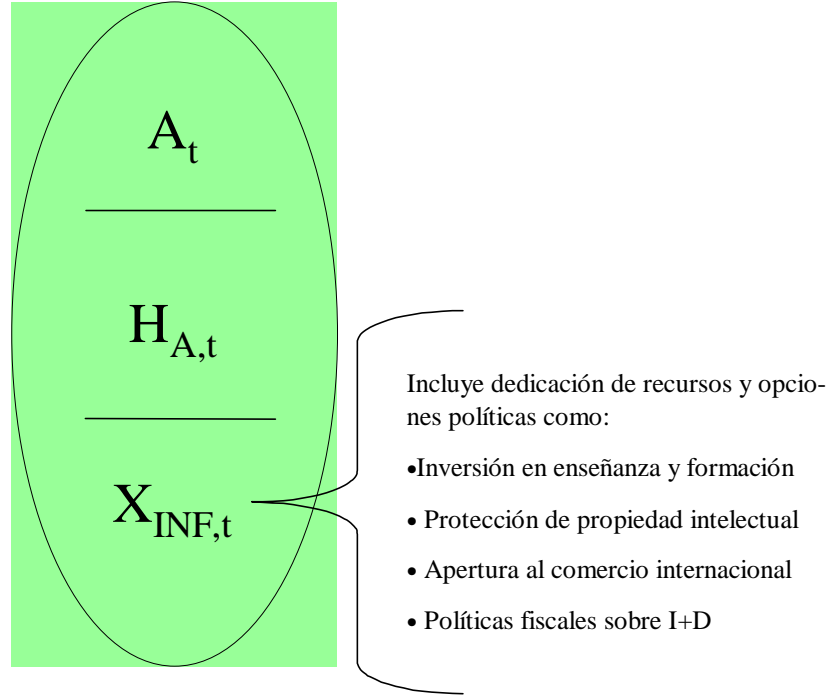 A_t
H_A,t
X_INF,t
Incluye dedicación de recursos y opcio-
nes políticas como:
•Inversión en enseñanza y formación
• Protección de propiedad intelectual
• Apertura al comercio internacional
• Políticas fiscales sobre I+D